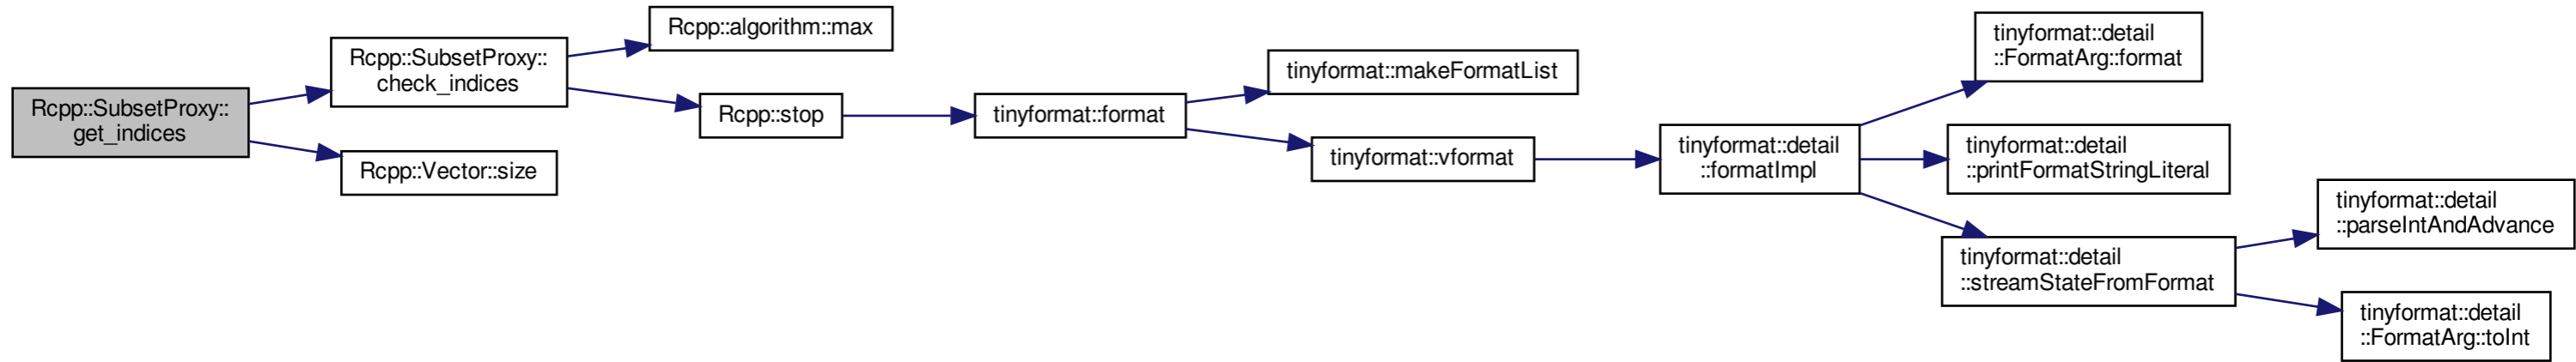 Rcpp::SubsetProxy::
get_indices
Rcpp::SubsetProxy::
check_indices
Rcpp::Vector::size
Rcpp::algorithm::max
Rcpp::stop
tinyformat::format
tinyformat::makeFormatList
tinyformat::vformat
tinyformat::detail
::formatImpl
tinyformat::detail
::FormatArg::format
tinyformat::detail
::printFormatStringLiteral
tinyformat::detail
::streamStateFromFormat
tinyformat::detail
::parseIntAndAdvance
tinyformat::detail
::FormatArg::toInt